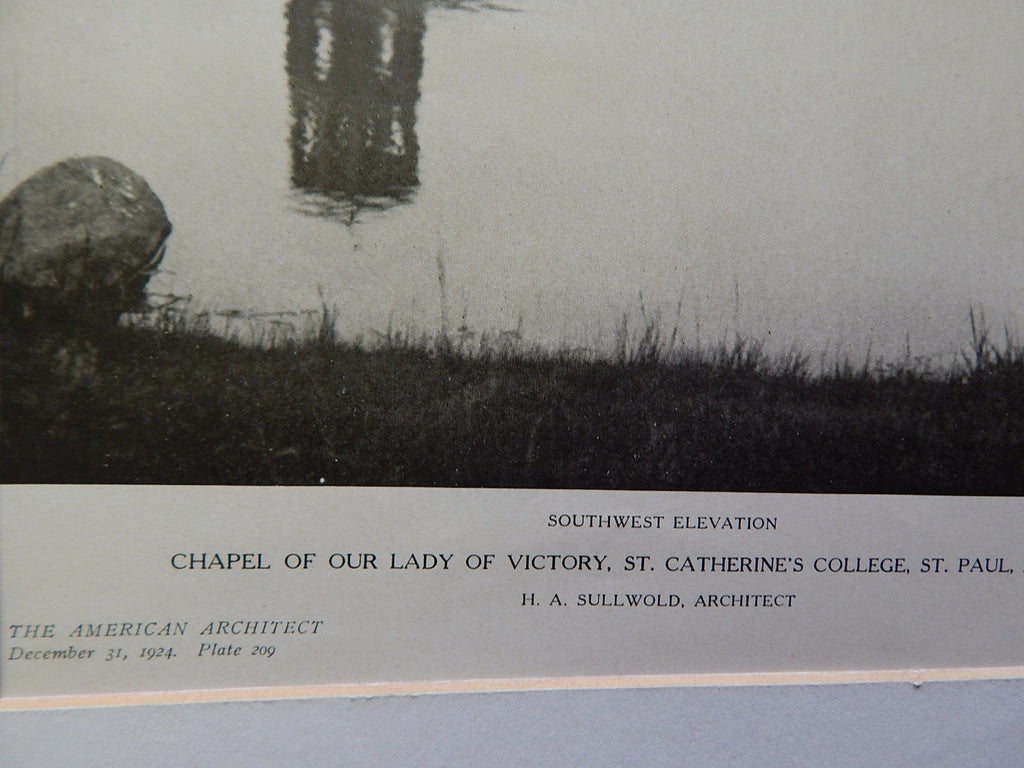 SOUTHWEST ELEVATION
CHAPEL OF OUR LADY OF VICTORY, ST. CATHERINE'S COLLEGE, ST. PAUL,
H. A. SULLWOLD, ARCHITECT
THE AMERICAN ARCHITECT
December 31, 1924. Plate 209